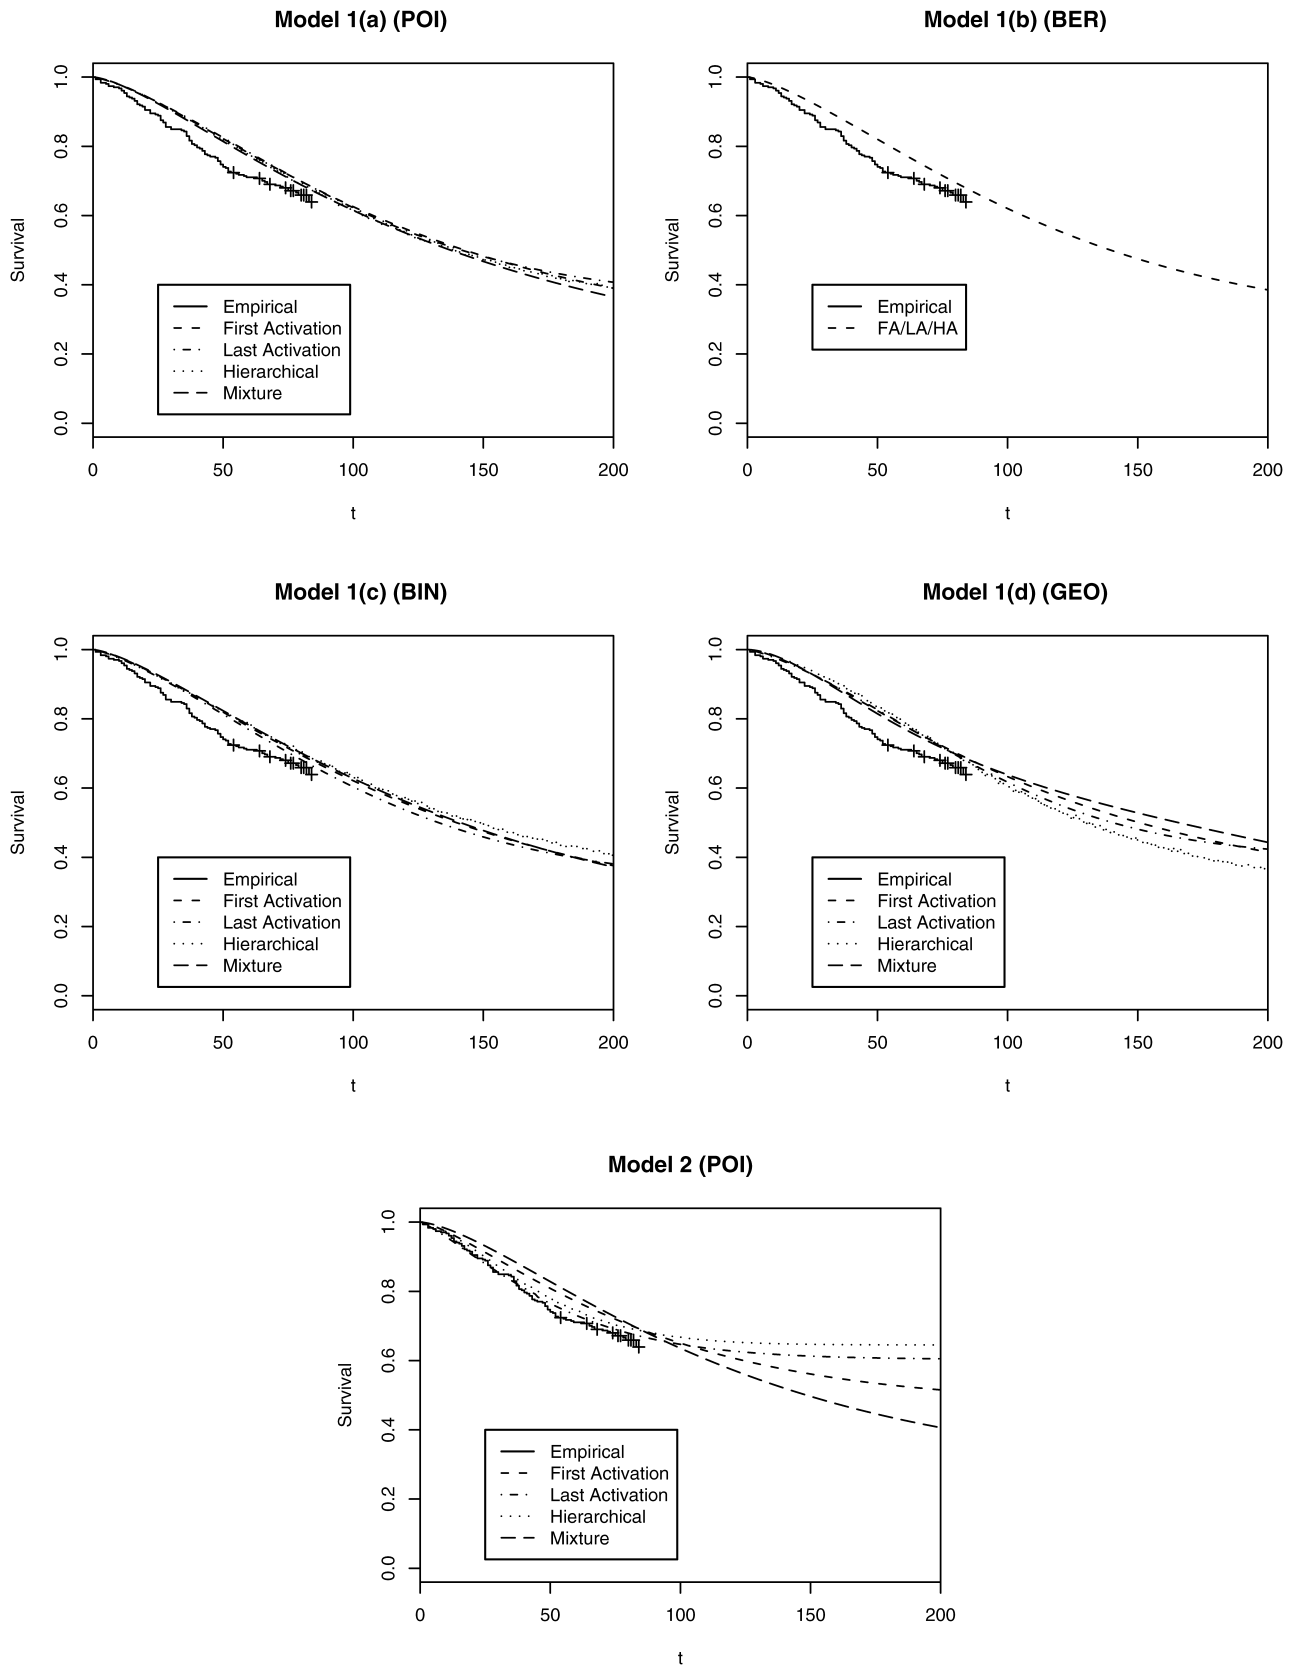 Model 1(a) (POI)
Survival
1.0
0.8
0.6
0.4
0.2
0.0
Empirical
First Activation
Last Activation
Hierarchical
Mixture
0 50 100 150 200
t
Model 1(b) (BER)
Survival
1.0
0.8
0.6
0.4
0.2
0.0
Empirical
FA/LA/HA
0 50 100 150 200
t
Model 1(c) (BIN)
Survival
1.0
0.8
0.6
0.4
0.2
0.0
Empirical
First Activation
Last Activation
Hierarchical
Mixture
0 50 100 150 200
t
Model 1(d) (GEO)
Survival
1.0
0.8
0.6
0.4
0.2
0.0
Empirical
First Activation
Last Activation
Hierarchical
Mixture
0 50 100 150 200
t
Model 2 (POI)
Survival
1.0
0.8
0.6
0.4
0.2
0.0
Empirical
First Activation
Last Activation
Hierarchical
Mixture
0 50 100 150 200
t